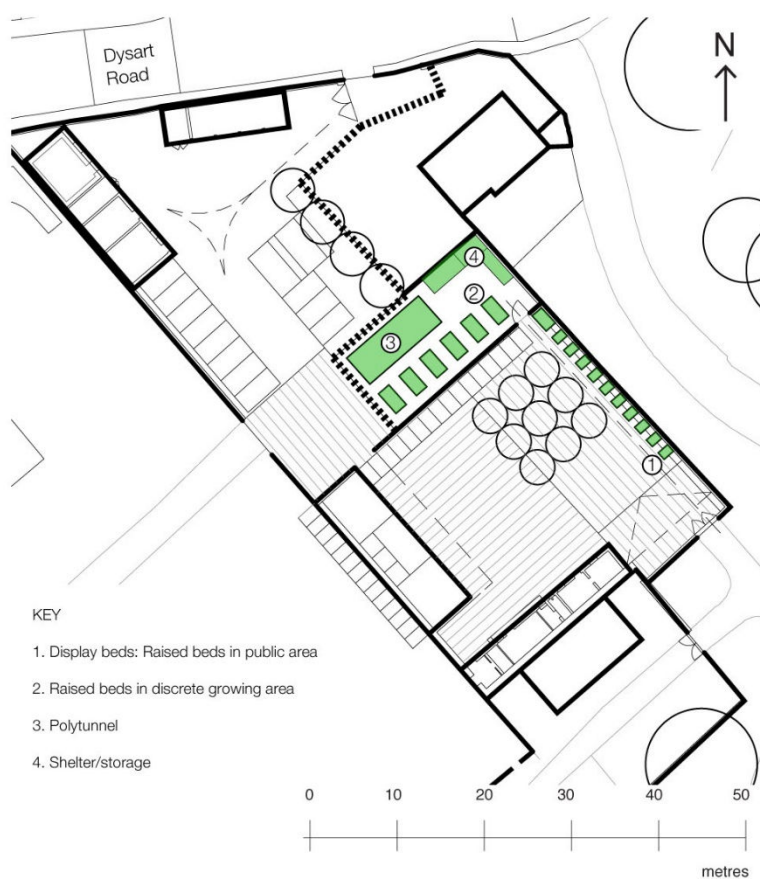 Dysart
Road
N
4
2
3
1
KEY
1. Display beds: Raised beds in public area
2. Raised beds in discrete growing area
3. Polytunnel
4. Shelter/storage
0 10 20 30 40 50
metres